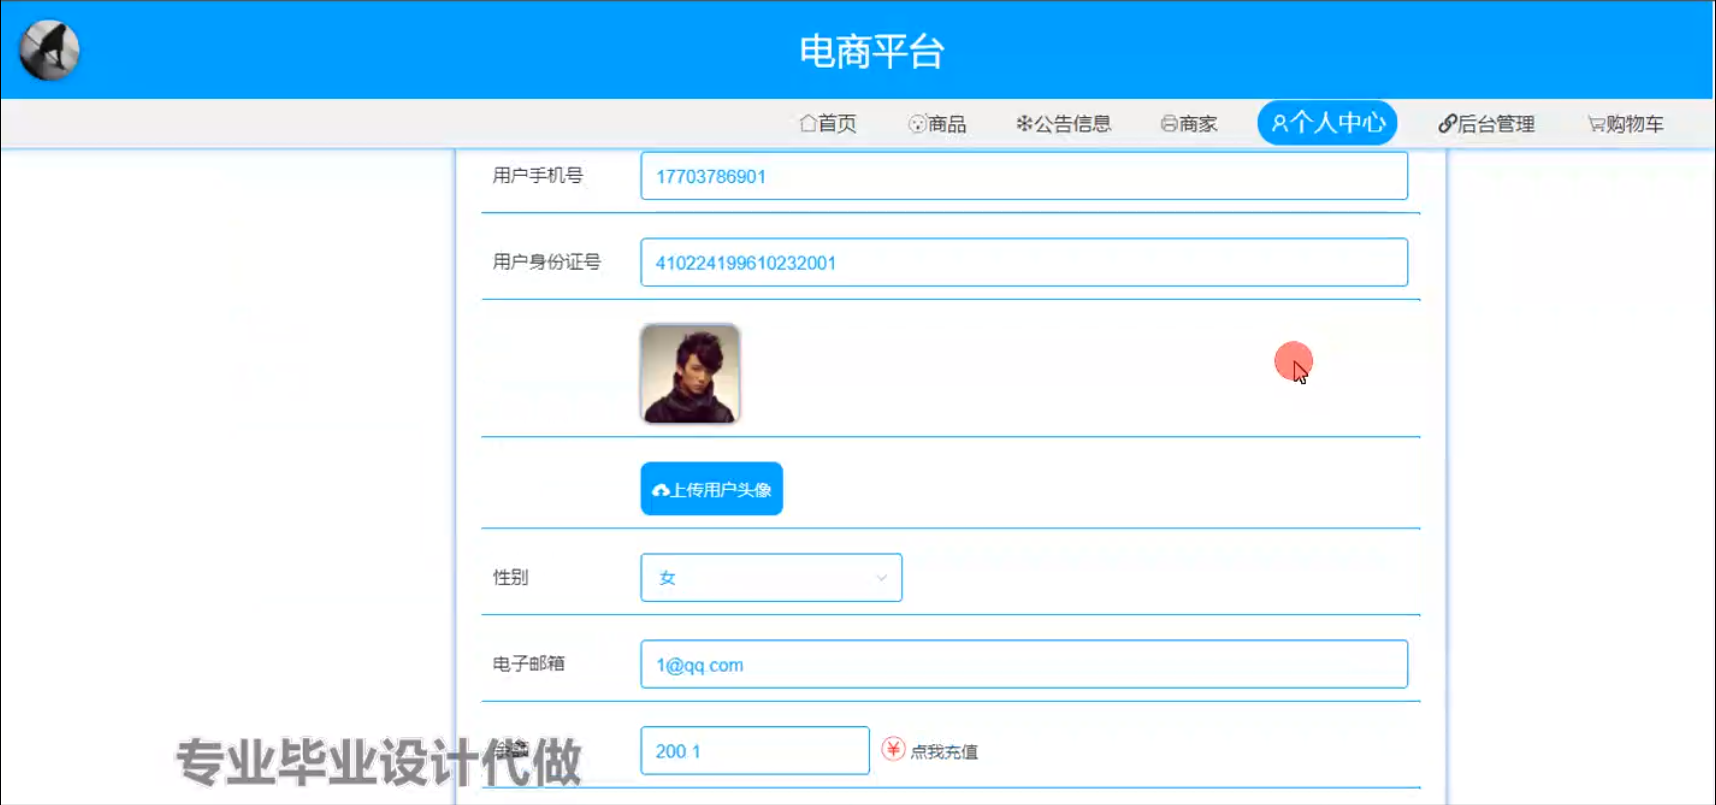 电商平台
首页 商品 公告信息 商家 个人中心 后台管理 购物车
用户手机号 17703786901
用户身份证号 410224199610232001
上传用户头像
性别 女
电子邮箱 1@qq.com
200.1 ¥ 点我充值
专业毕业设计代做